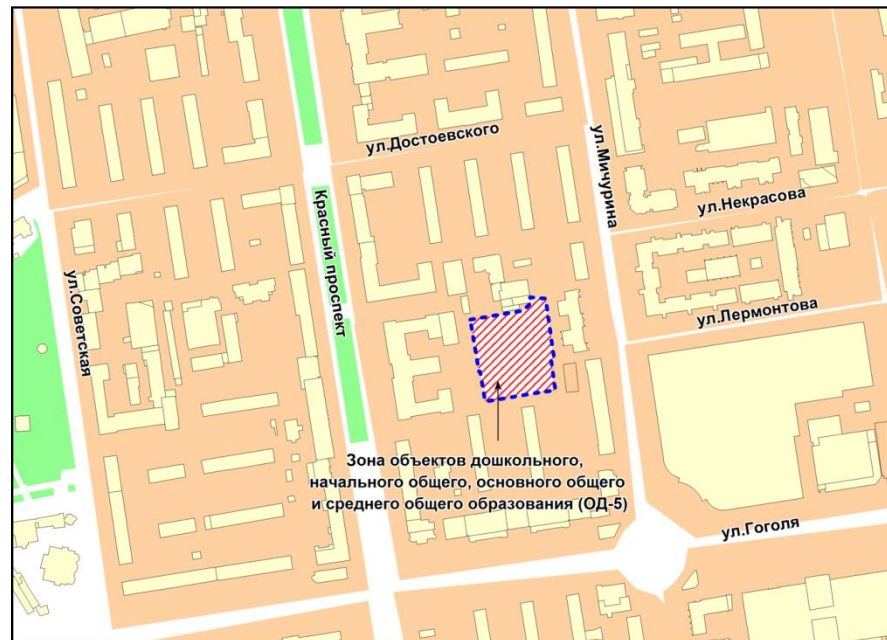 ул.Достоевского
ул.Мичурина
Красный проспект
ул.Некрасова
ул.Советская
ул.Лермонтова
Зона объектов дошкольного,
начального общего, основного общего
и среднего общего образования (ОД-5)
ул.Гоголя